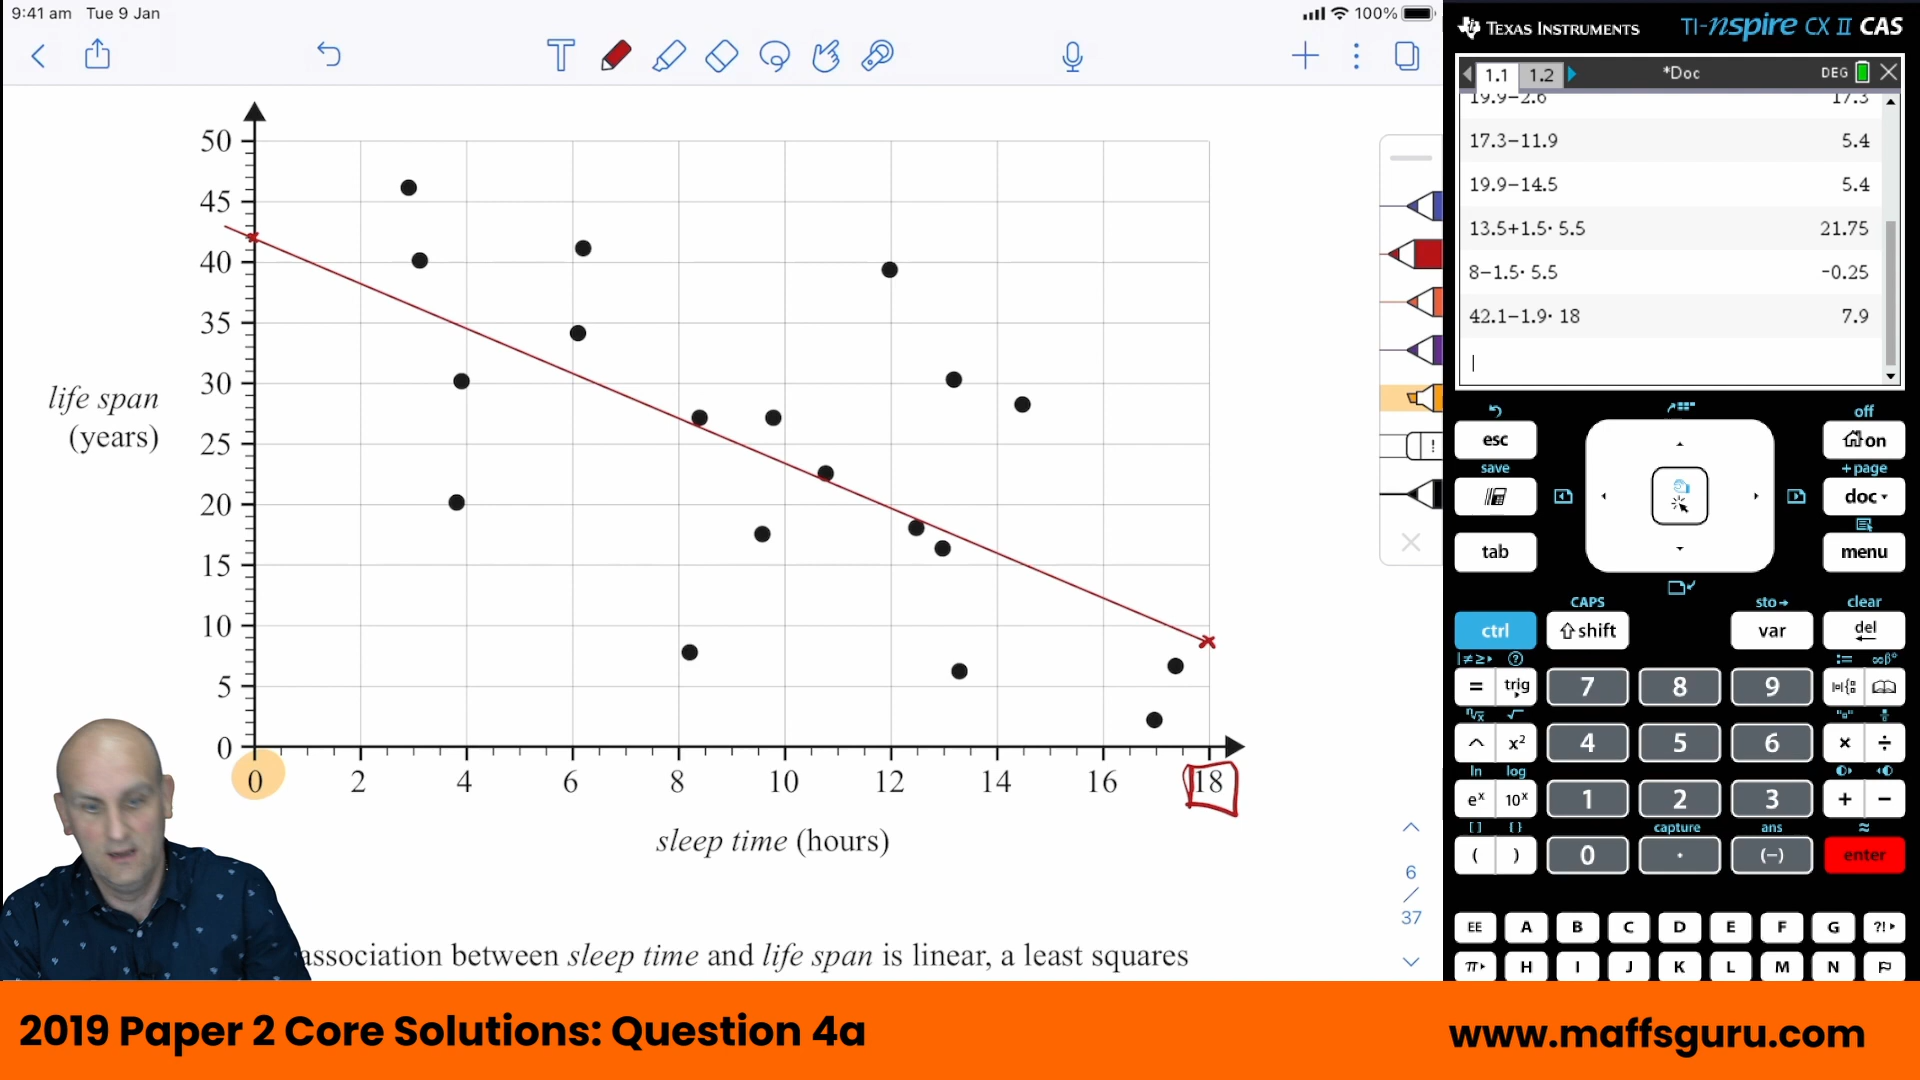 9:41 am Tue 9 Jan
100%
50
45
40
35
30
25
20
15
10
5
0
life span
(years)
0 2 4 6 8 10 12 14 16 18
sleep time (hours)
association between sleep time and life span is linear, a least squares
6
/
37
TEXAS INSTRUMENTS
TI-nspire CX II CAS
1.1 1.2 *Doc DEG
19.9−2.6 17.3
17.3−11.9 5.4
19.9−14.5 5.4
13.5+1.5· 5.5 21.75
8−1.5· 5.5 -0.25
42.1−1.9· 18 7.9
off
esc on
save +page
doc
tab menu
CAPS sto→ clear
ctrl shift var del
|≠≥▸ ? :=
= trig 7 8 9
^ x² 4 5 6 × ÷
ln log
eˣ 10ˣ 1 2 3 + −
[ ] { } capture ans ≈
( ) 0 . (−) enter
EE A B C D E F G ?!▸
π▸ H I J K L M N
2019 Paper 2 Core Solutions: Question 4a
www.maffsguru.com